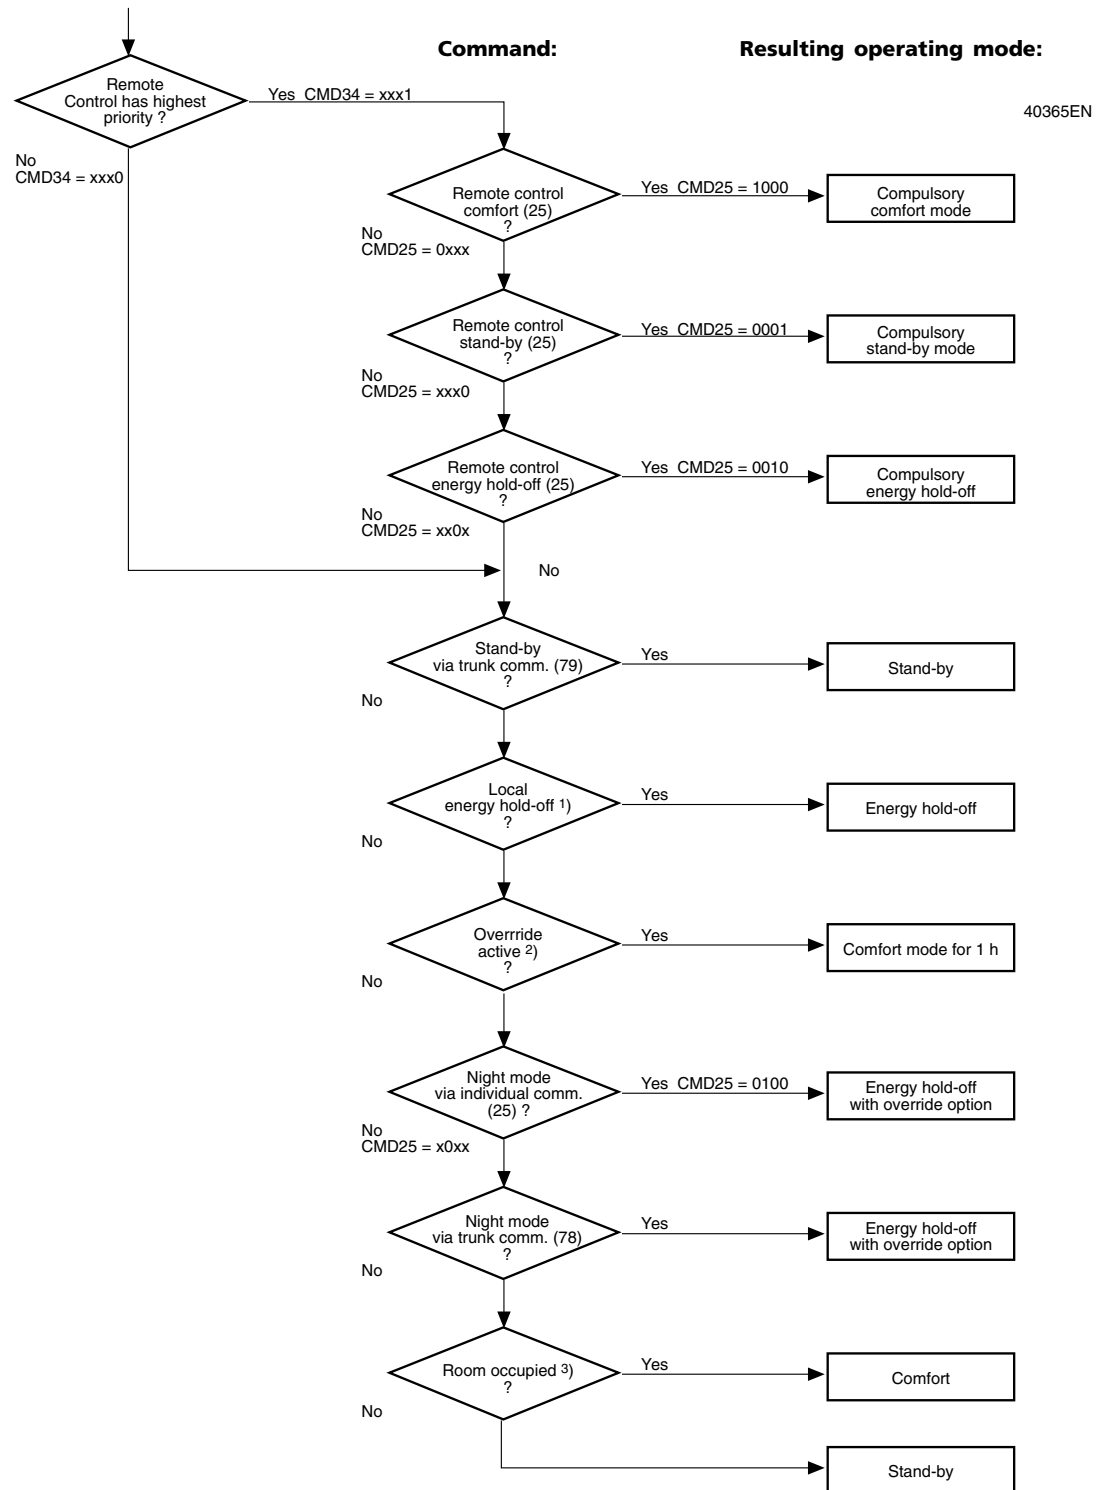 Command:
Resulting operating mode:
40365EN
Remote
Control has highest
priority ?
Yes CMD34 = xxx1
No
CMD34 = xxx0
Remote control
comfort (25)
?
Yes CMD25 = 1000
Compulsory
comfort mode
No
CMD25 = 0xxx
Remote control
stand-by (25)
?
Yes CMD25 = 0001
Compulsory
stand-by mode
No
CMD25 = xxx0
Remote control
energy hold-off (25)
?
Yes CMD25 = 0010
Compulsory
energy hold-off
No
CMD25 = xx0x
No
Stand-by
via trunk comm. (79)
?
Yes
Stand-by
No
Local
energy hold-off 1)
?
Yes
Energy hold-off
No
Overrride
active 2)
?
Yes
Comfort mode for 1 h
No
Night mode
via individual comm.
(25) ?
Yes CMD25 = 0100
Energy hold-off
with override option
No
CMD25 = x0xx
Night mode
via trunk comm. (78)
?
Yes
Energy hold-off
with override option
No
Room occupied 3)
?
Yes
Comfort
No
Stand-by